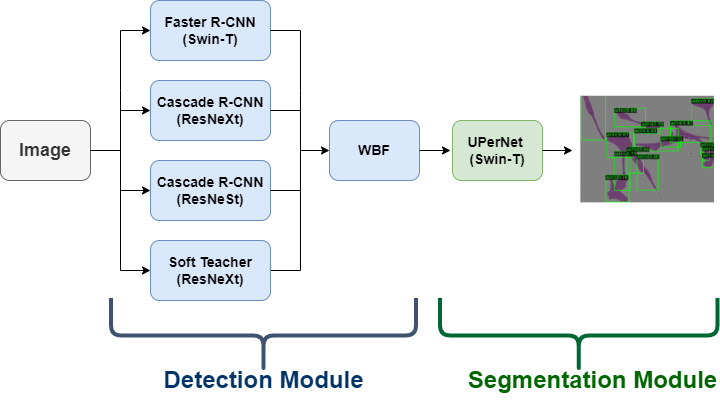 Faster R-CNN
(Swin-T)
Cascade R-CNN
(ResNeXt)
Image
WBF
UPerNet
(Swin-T)
Cascade R-CNN
(ResNeSt)
Soft Teacher
(ResNeXt)
Detection Module
Segmentation Module